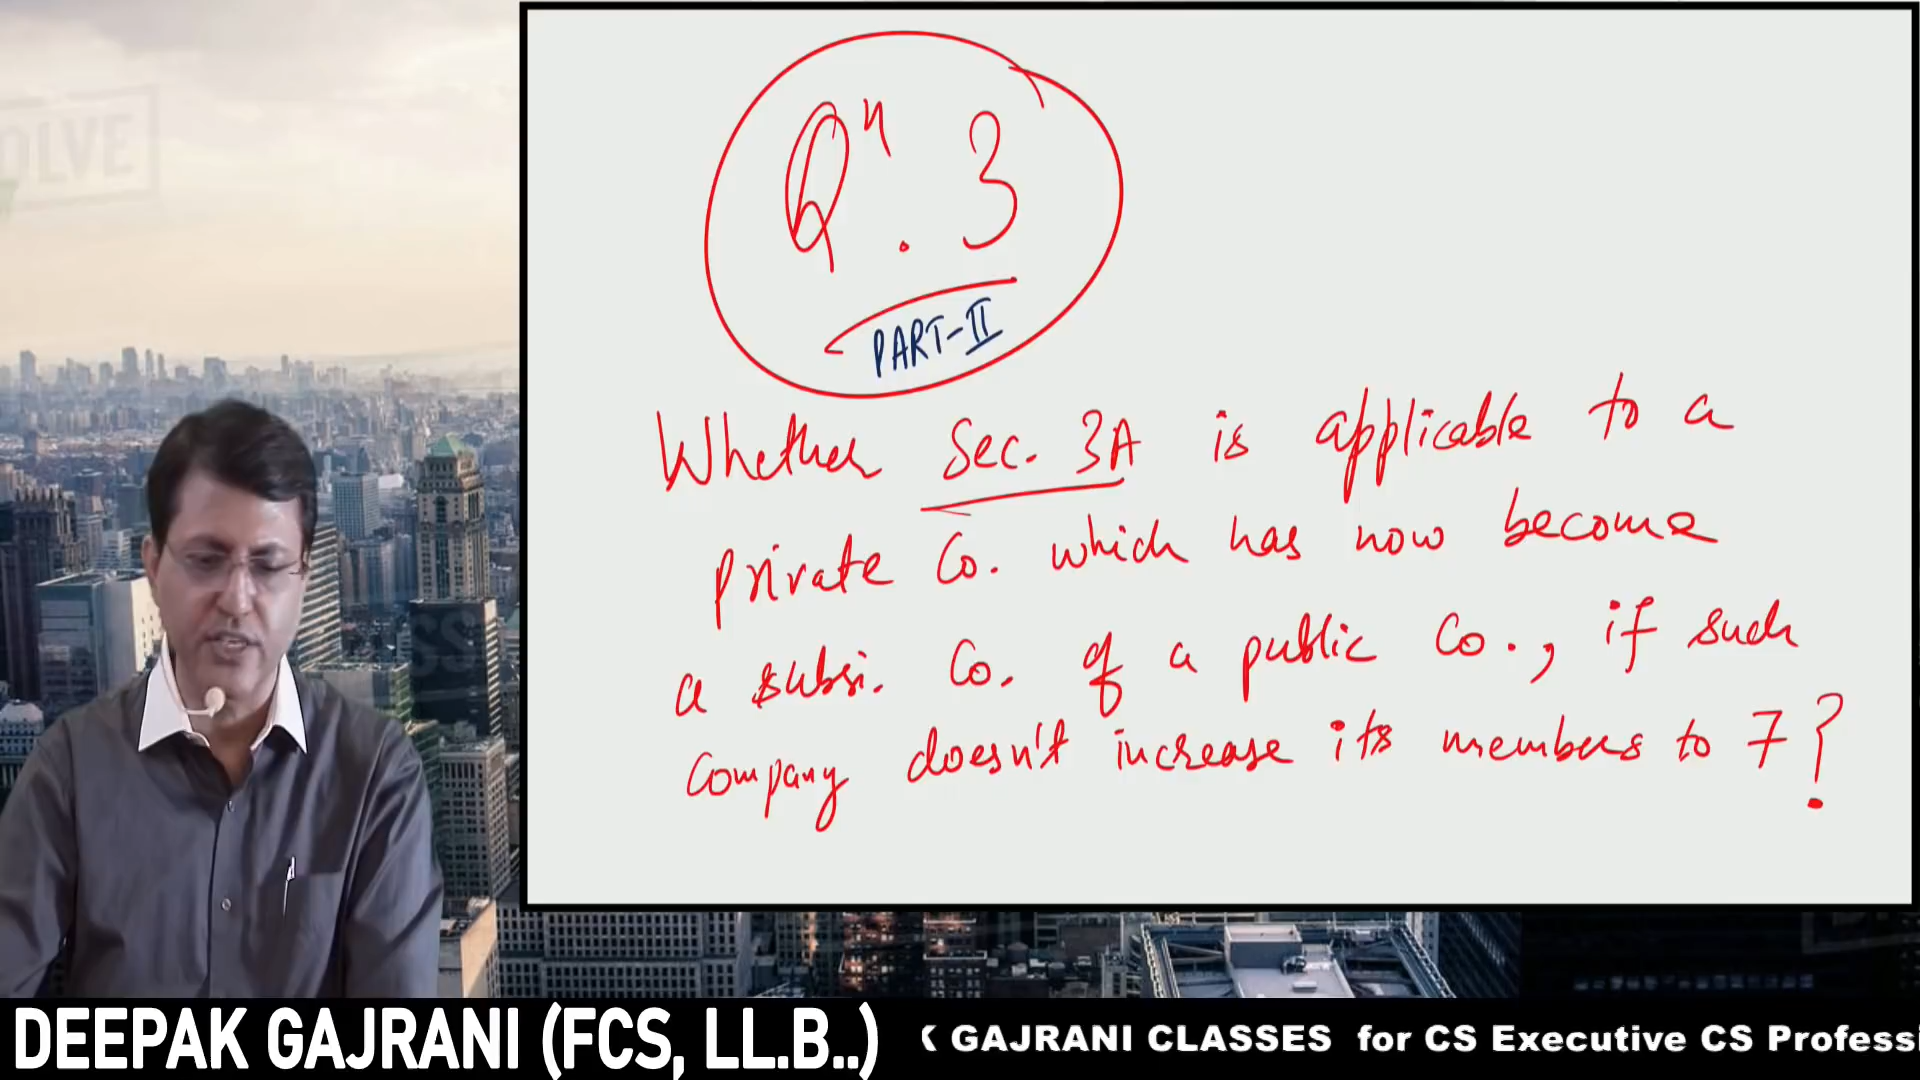 OLVE
Qⁿ. 3
PART-II
Whether Sec. 3A is applicable to a
private Co. which has now become
a subsi. Co. of a public Co., if such
Company doesn't increase its members to 7?
DEEPAK GAJRANI (FCS, LL.B..)
K GAJRANI CLASSES for CS Executive CS Professi